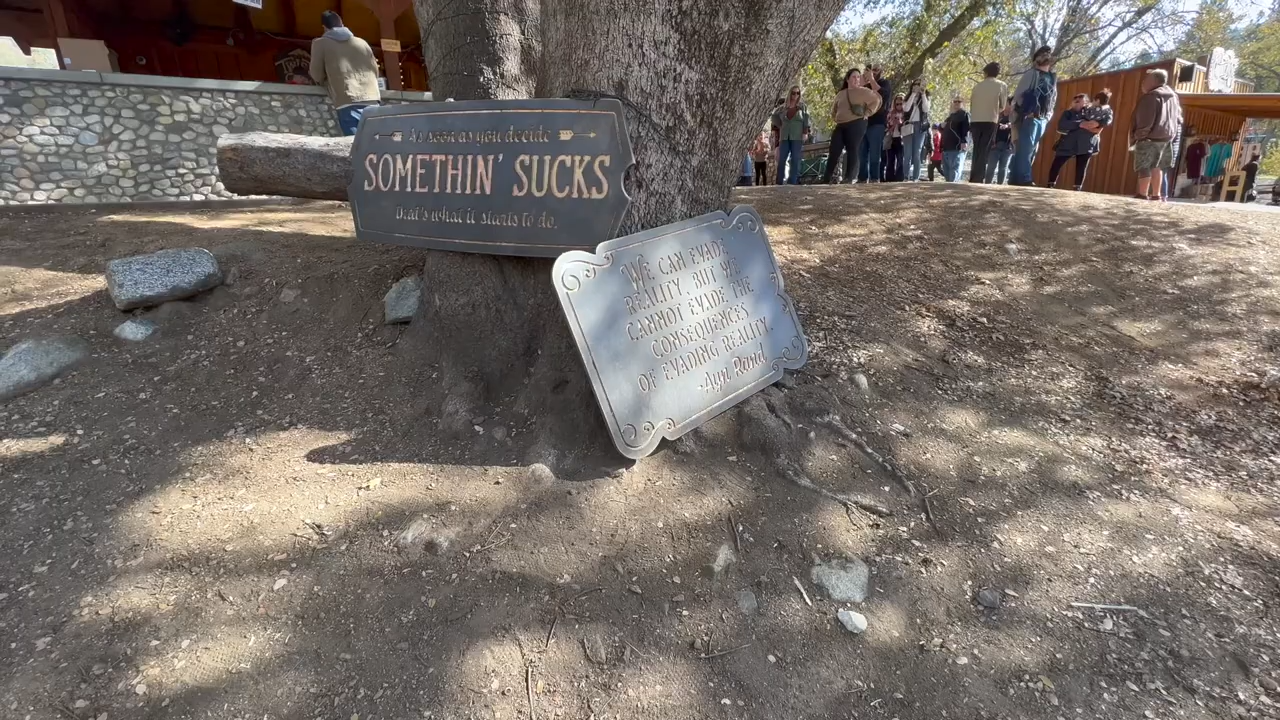 As soon as you decide
SOMETHIN' SUCKS
That's what it starts to do.
WE CAN EVADE
REALITY, BUT WE
CANNOT EVADE THE
CONSEQUENCES
OF EVADING REALITY.
-Ayn Rand